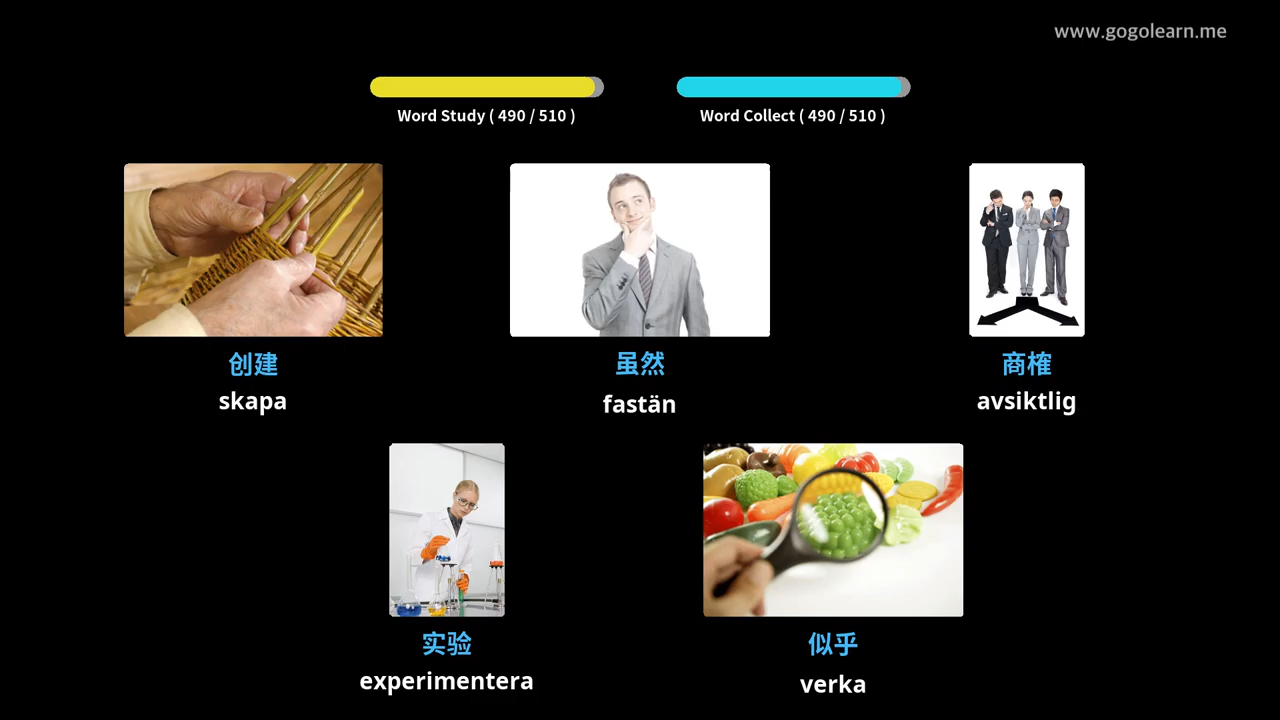 www.gogolearn.me
Word Study ( 490 / 510 )
Word Collect ( 490 / 510 )
创建
skapa
虽然
fastän
商榷
avsiktlig
实验
experimentera
似乎
verka